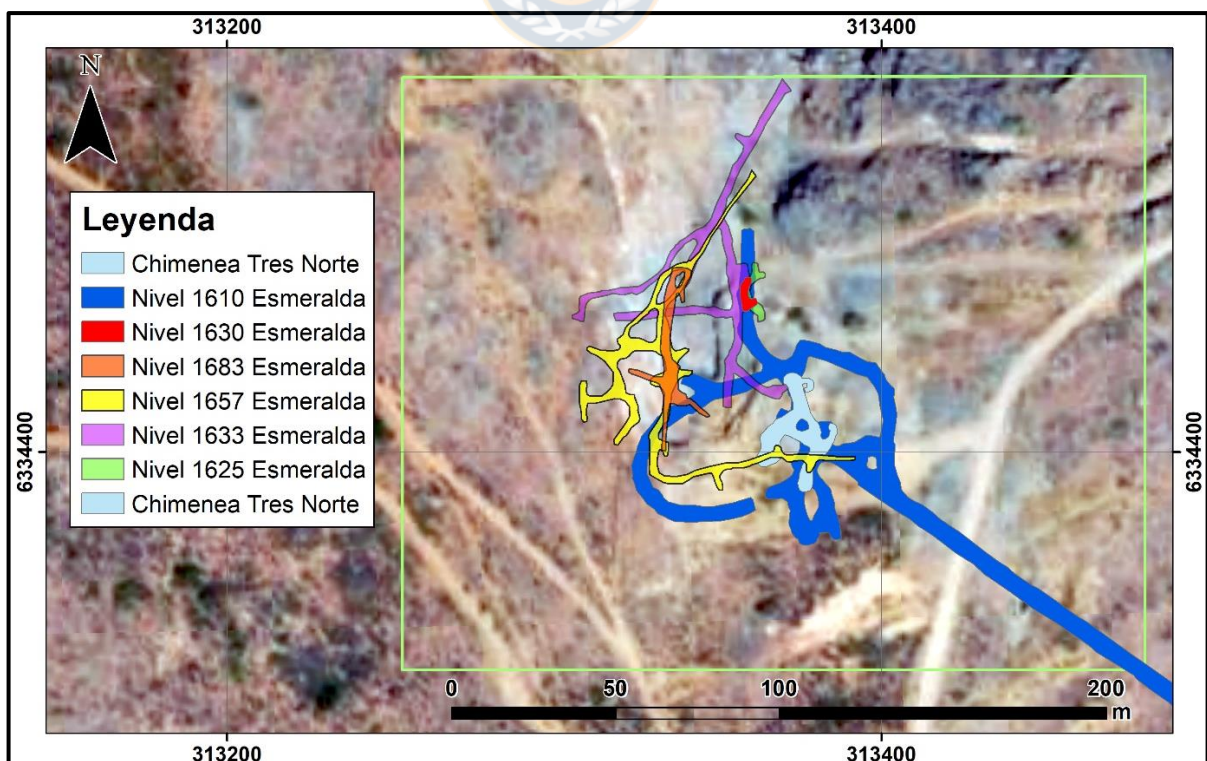 313200
313400
N
Leyenda
Chimenea Tres Norte
Nivel 1610 Esmeralda
Nivel 1630 Esmeralda
Nivel 1683 Esmeralda
Nivel 1657 Esmeralda
Nivel 1633 Esmeralda
Nivel 1625 Esmeralda
Chimenea Tres Norte
6334400
6334400
0
50
100
200
m
313200
313400